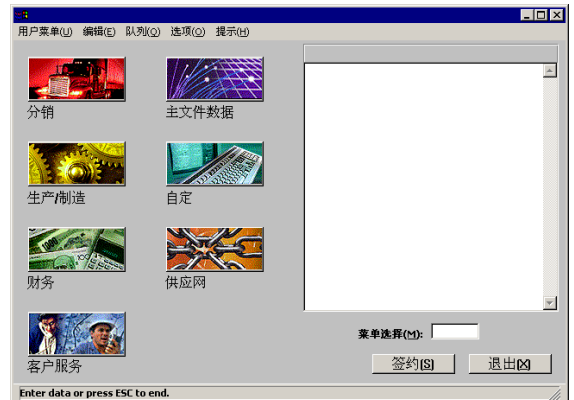 用户菜单(U) 编辑(E) 队列(Q) 选项(O) 提示(H)
分销 主文件数据
生产/制造 自定
财务 供应网
客户服务
菜单选择(M):
签约(S) 退出(X)
Enter data or press ESC to end.